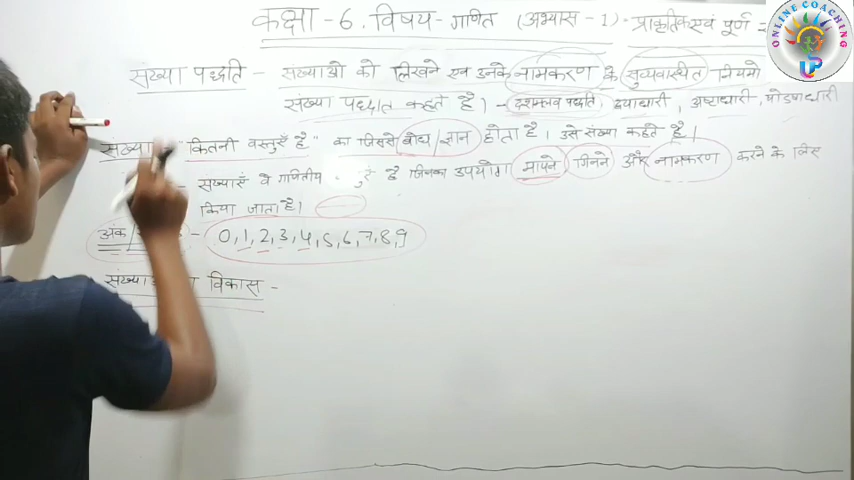 कक्षा - 6. विषय - गणित (अभ्यास - 1) - प्राकृतिक एवं पूर्ण =
ONLINE COACHING
UP
संख्या पद्धति - संख्याओ को लिखने एवं उनके नामकरण के सुव्यवस्थित नियमो
संख्या पद्धति कहते है। - दशमलव पद्धति, द्वयाधारी, अष्टाधारी, षोडशाधारी
संख्या "कितनी वस्तुएँ है" का जिससे बोध/ज्ञान होता है। उसे संख्या कहते है।
- संख्याएँ वे गणितीय है जिनका उपयोग मापने गिनने और नामकरण करने के लिए
किया जाता है।
अंक/ - 0,1,2,3,4,5,6,7,8,9
संख्या विकास -